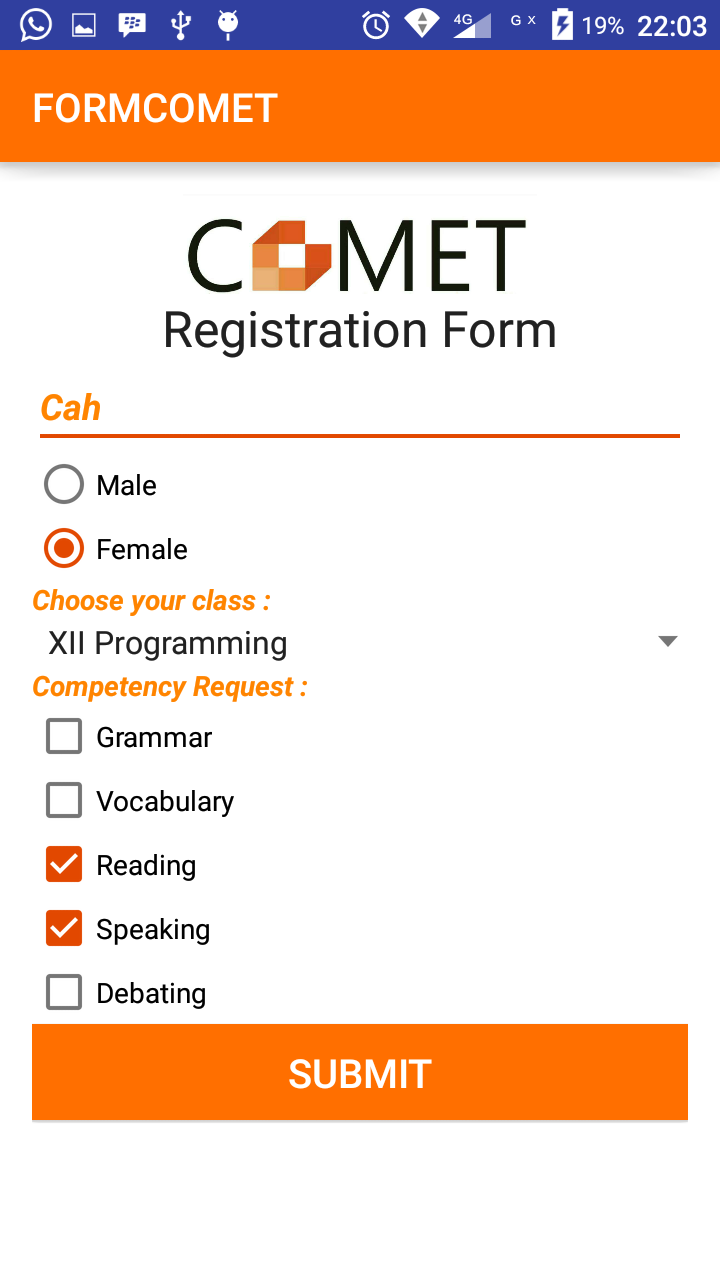 4G G X 19% 22:03
FORMCOMET
COMET
Registration Form
Cah
Male
Female
Choose your class :
XII Programming
Competency Request :
Grammar
Vocabulary
Reading
Speaking
Debating
SUBMIT